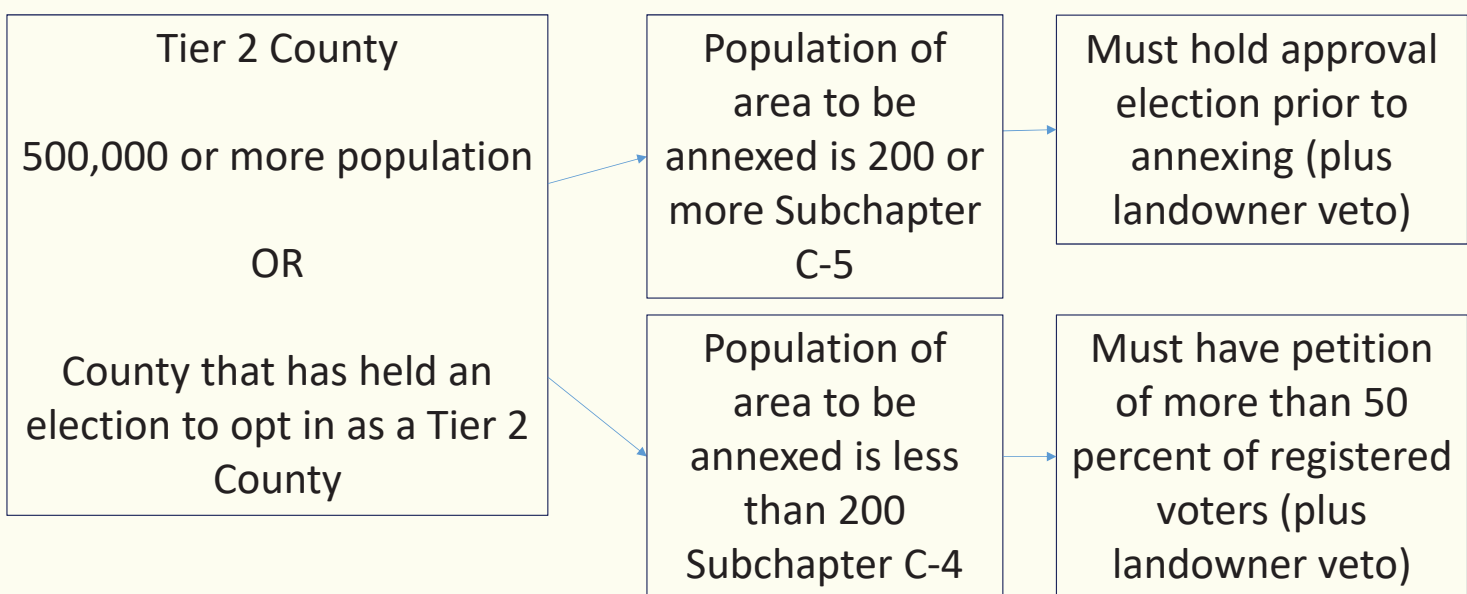 Tier 2 County
500,000 or more population
OR
County that has held an
election to opt in as a Tier 2
County
Population of
area to be
annexed is 200 or
more Subchapter
C-5
Must hold approval
election prior to
annexing (plus
landowner veto)
Population of
area to be
annexed is less
than 200
Subchapter C-4
Must have petition
of more than 50
percent of registered
voters (plus
landowner veto)